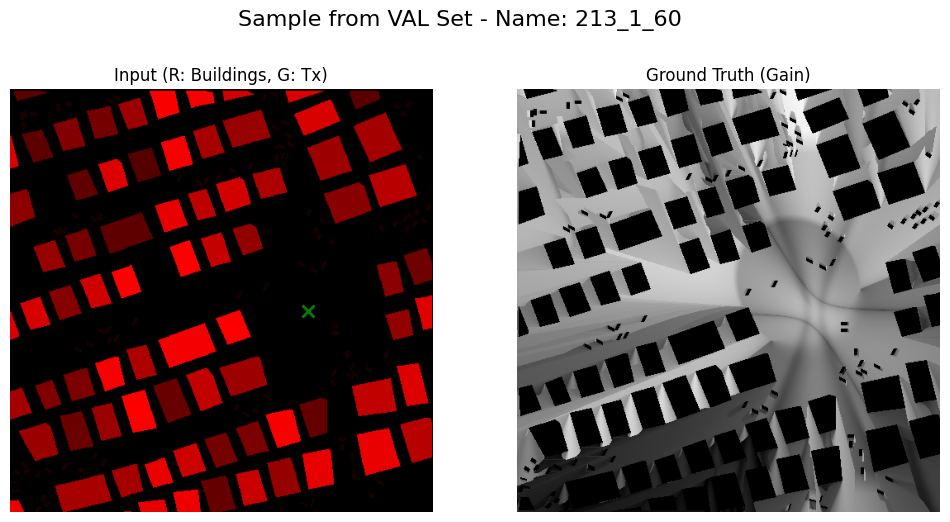 Sample from VAL Set - Name: 213_1_60
Input (R: Buildings, G: Tx)
Ground Truth (Gain)